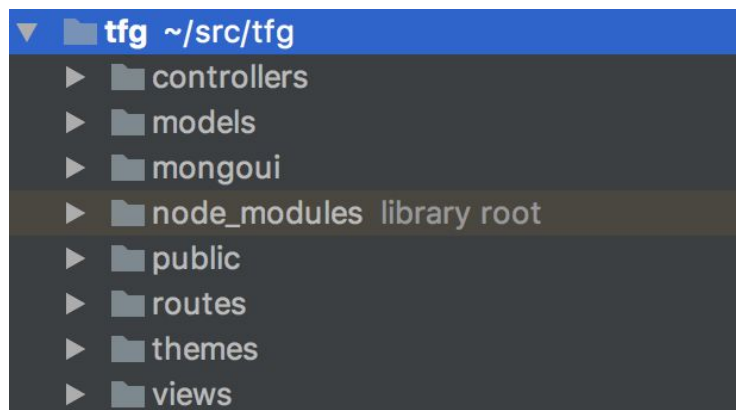 tfg ~/src/tfg
controllers
models
mongoui
node_modules library root
public
routes
themes
views